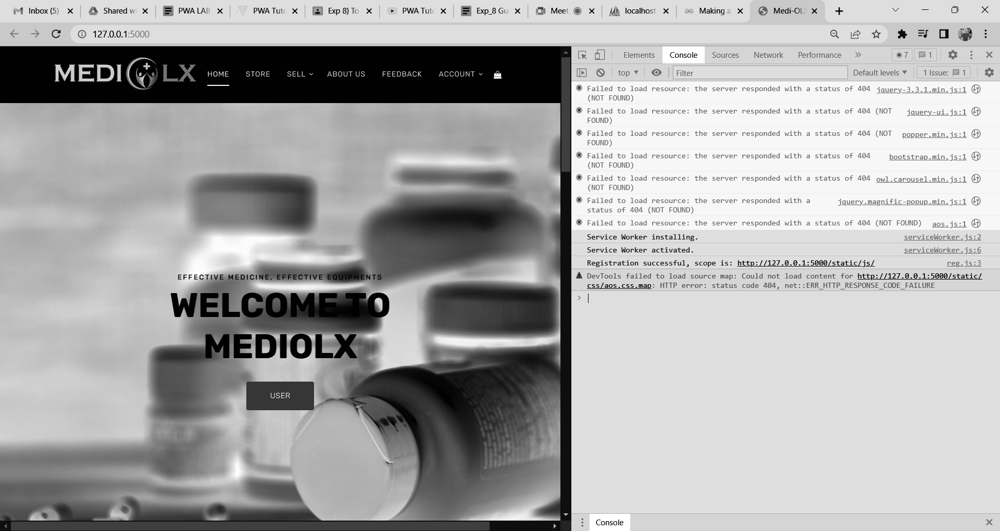 Inbox (5)
Shared wi
PWA LAB
PWA Tuto
Exp 8) To
PWA Tuto
Exp_8 Gui
Meet
localhost
Making a
Medi-OLX
127.0.0.1:5000
MEDI LX
HOME STORE SELL ABOUT US FEEDBACK ACCOUNT
EFFECTIVE MEDICINE, EFFECTIVE EQUIPMENTS
WELCOME TO
MEDIOLX
USER
Elements Console Sources Network Performance » 7 1
top Filter Default levels 1 Issue: 1
Failed to load resource: the server responded with a status of 404 jquery-3.3.1.min.js:1
(NOT FOUND)
Failed to load resource: the server responded with a status of 404 (NOT jquery-ui.js:1
FOUND)
Failed to load resource: the server responded with a status of 404 (NOT popper.min.js:1
FOUND)
Failed to load resource: the server responded with a status of 404 bootstrap.min.js:1
(NOT FOUND)
Failed to load resource: the server responded with a status of 404 owl.carousel.min.js:1
(NOT FOUND)
Failed to load resource: the server responded with a jquery.magnific-popup.min.js:1
status of 404 (NOT FOUND)
Failed to load resource: the server responded with a status of 404 (NOT FOUND) aos.js:1
Service Worker installing. serviceWorker.js:2
Service Worker activated. serviceWorker.js:6
Registration successful, scope is: http://127.0.0.1:5000/static/js/ reg.js:3
DevTools failed to load source map: Could not load content for http://127.0.0.1:5000/static/
css/aos.css.map: HTTP error: status code 404, net::ERR_HTTP_RESPONSE_CODE_FAILURE
>
Console